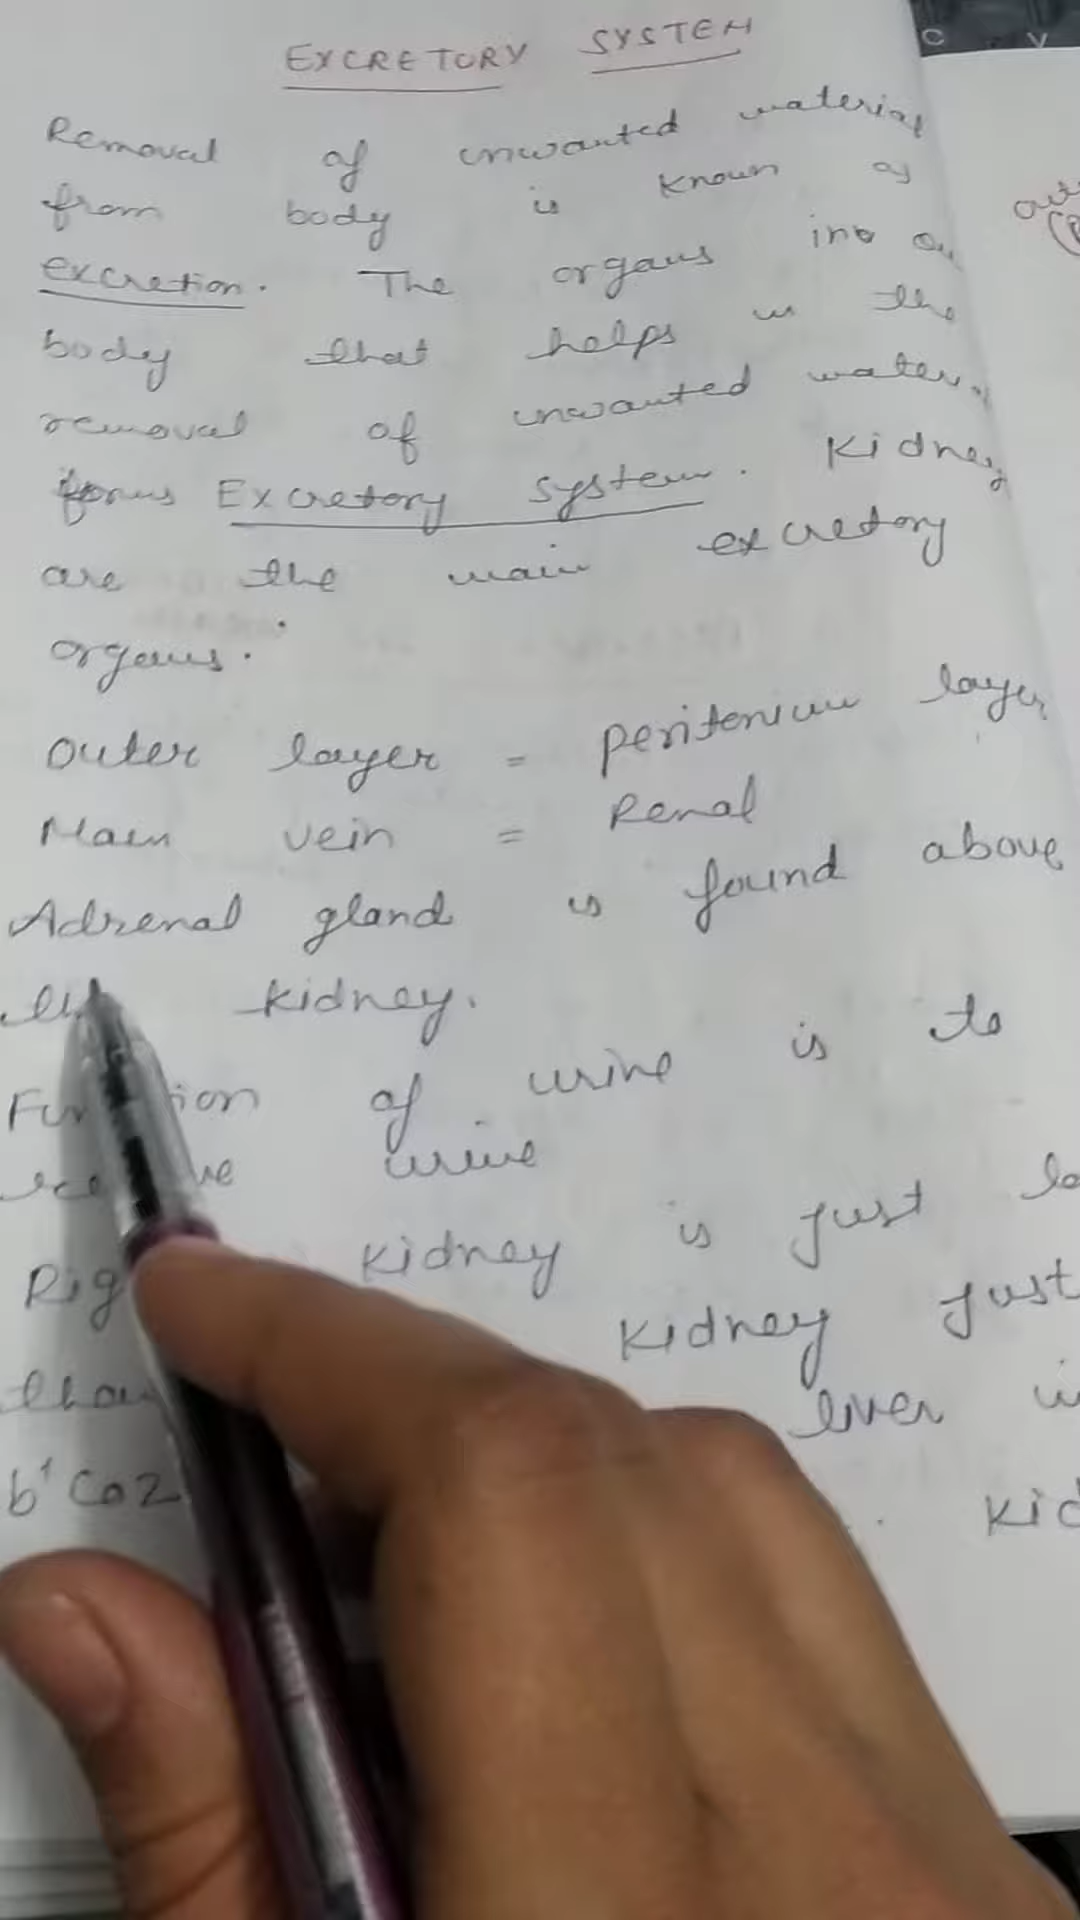 EXCRETORY SYSTEM
Removal of unwanted material
from body is known as
excretion. The organs in our
body that helps in the
removal of unwanted water
forms Excretory system. Kidney
are the main excretory
organs.
Outer layer = peritenium layer
Main vein = Renal
Adrenal gland is found above
kidney.
of urine is to
urine
kidney is just
kidney just
liver
b'coz
C V